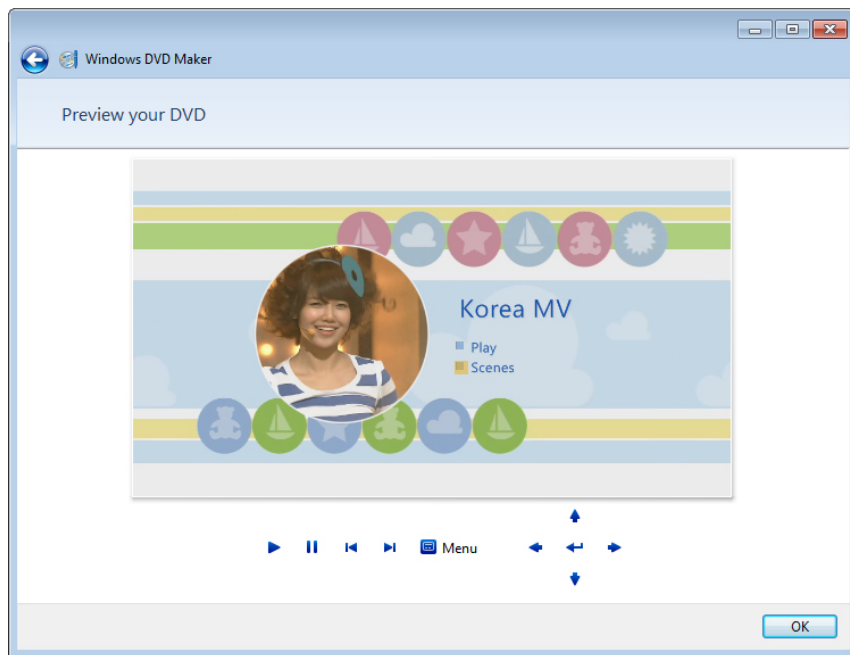 Windows DVD Maker
Preview your DVD
Korea MV
Play
Scenes
Menu
OK